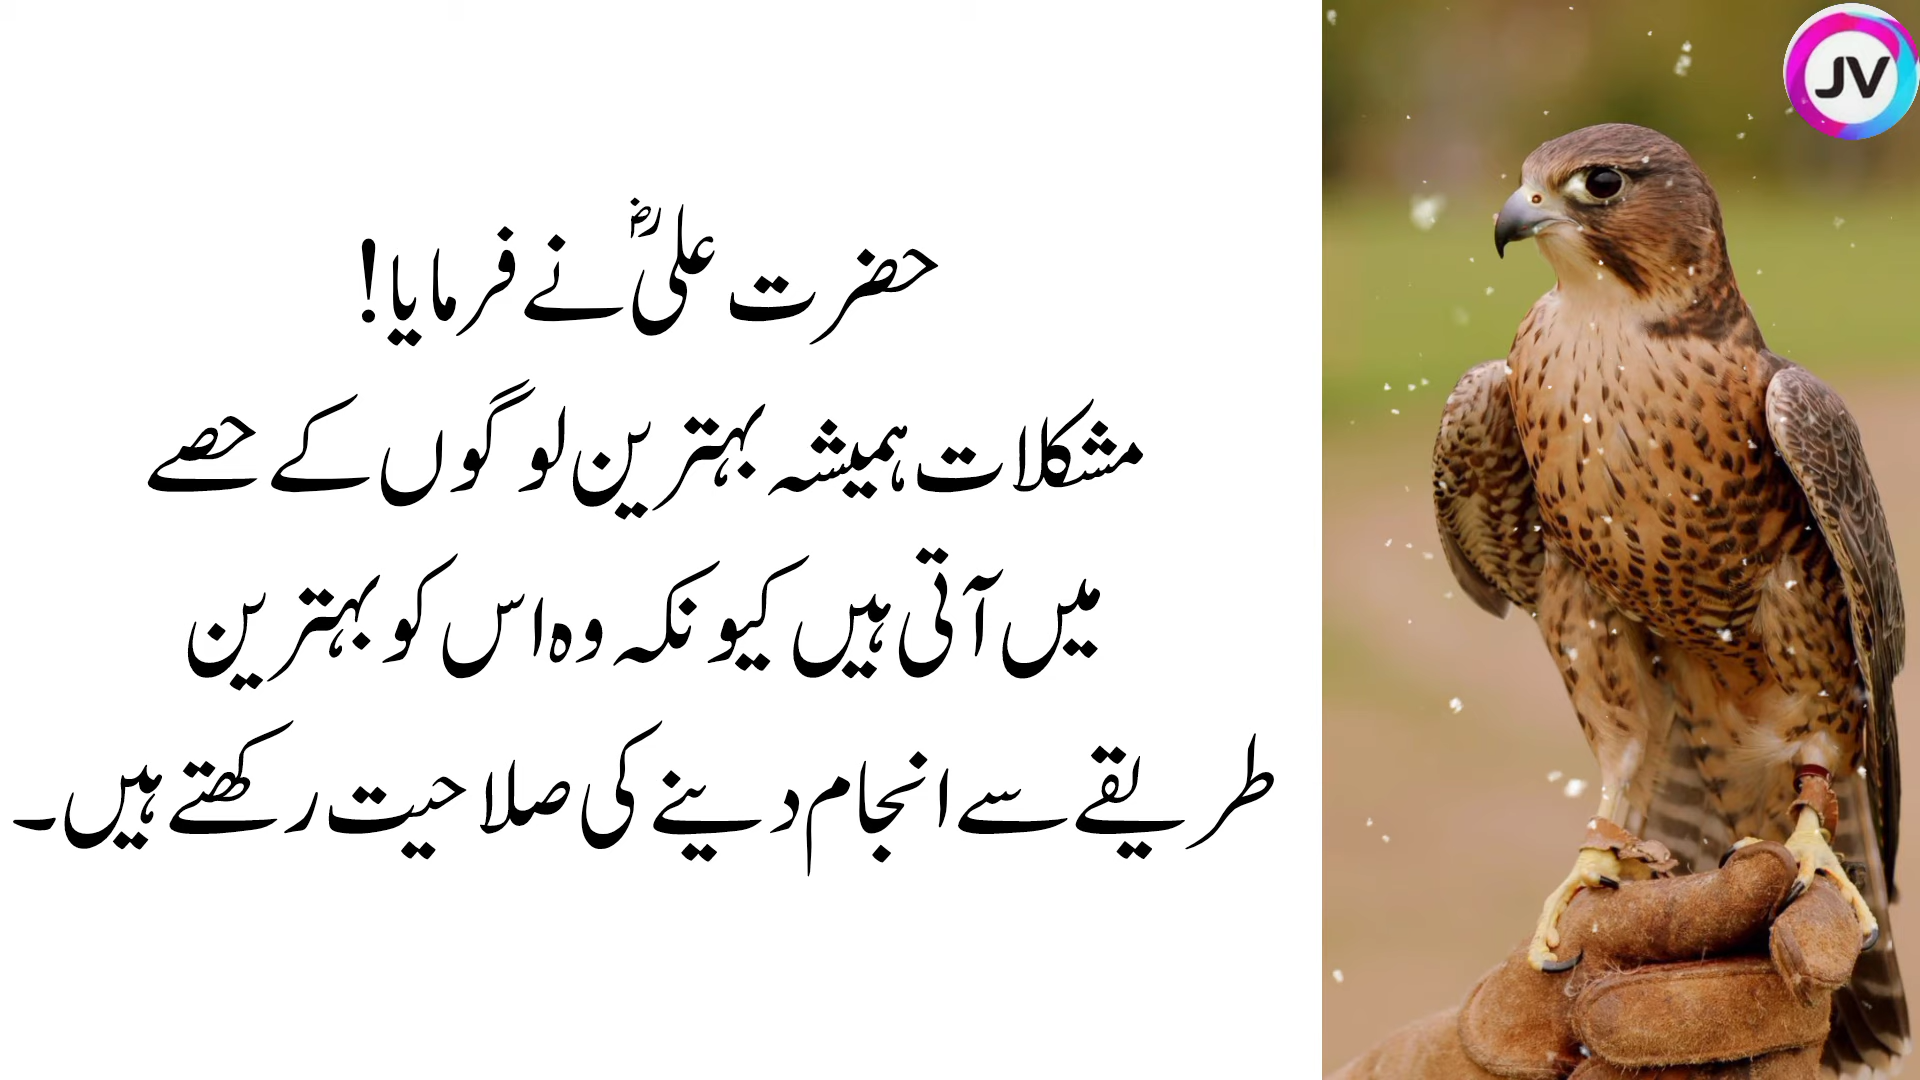 حضرت علیؓ نے فرمایا!
مشکلات ہمیشہ بہترین لوگوں کے حصے
میں آتی ہیں کیونکہ وہ اس کو بہترین
طریقے سے انجام دینے کی صلاحیت رکھتے ہیں۔
JV